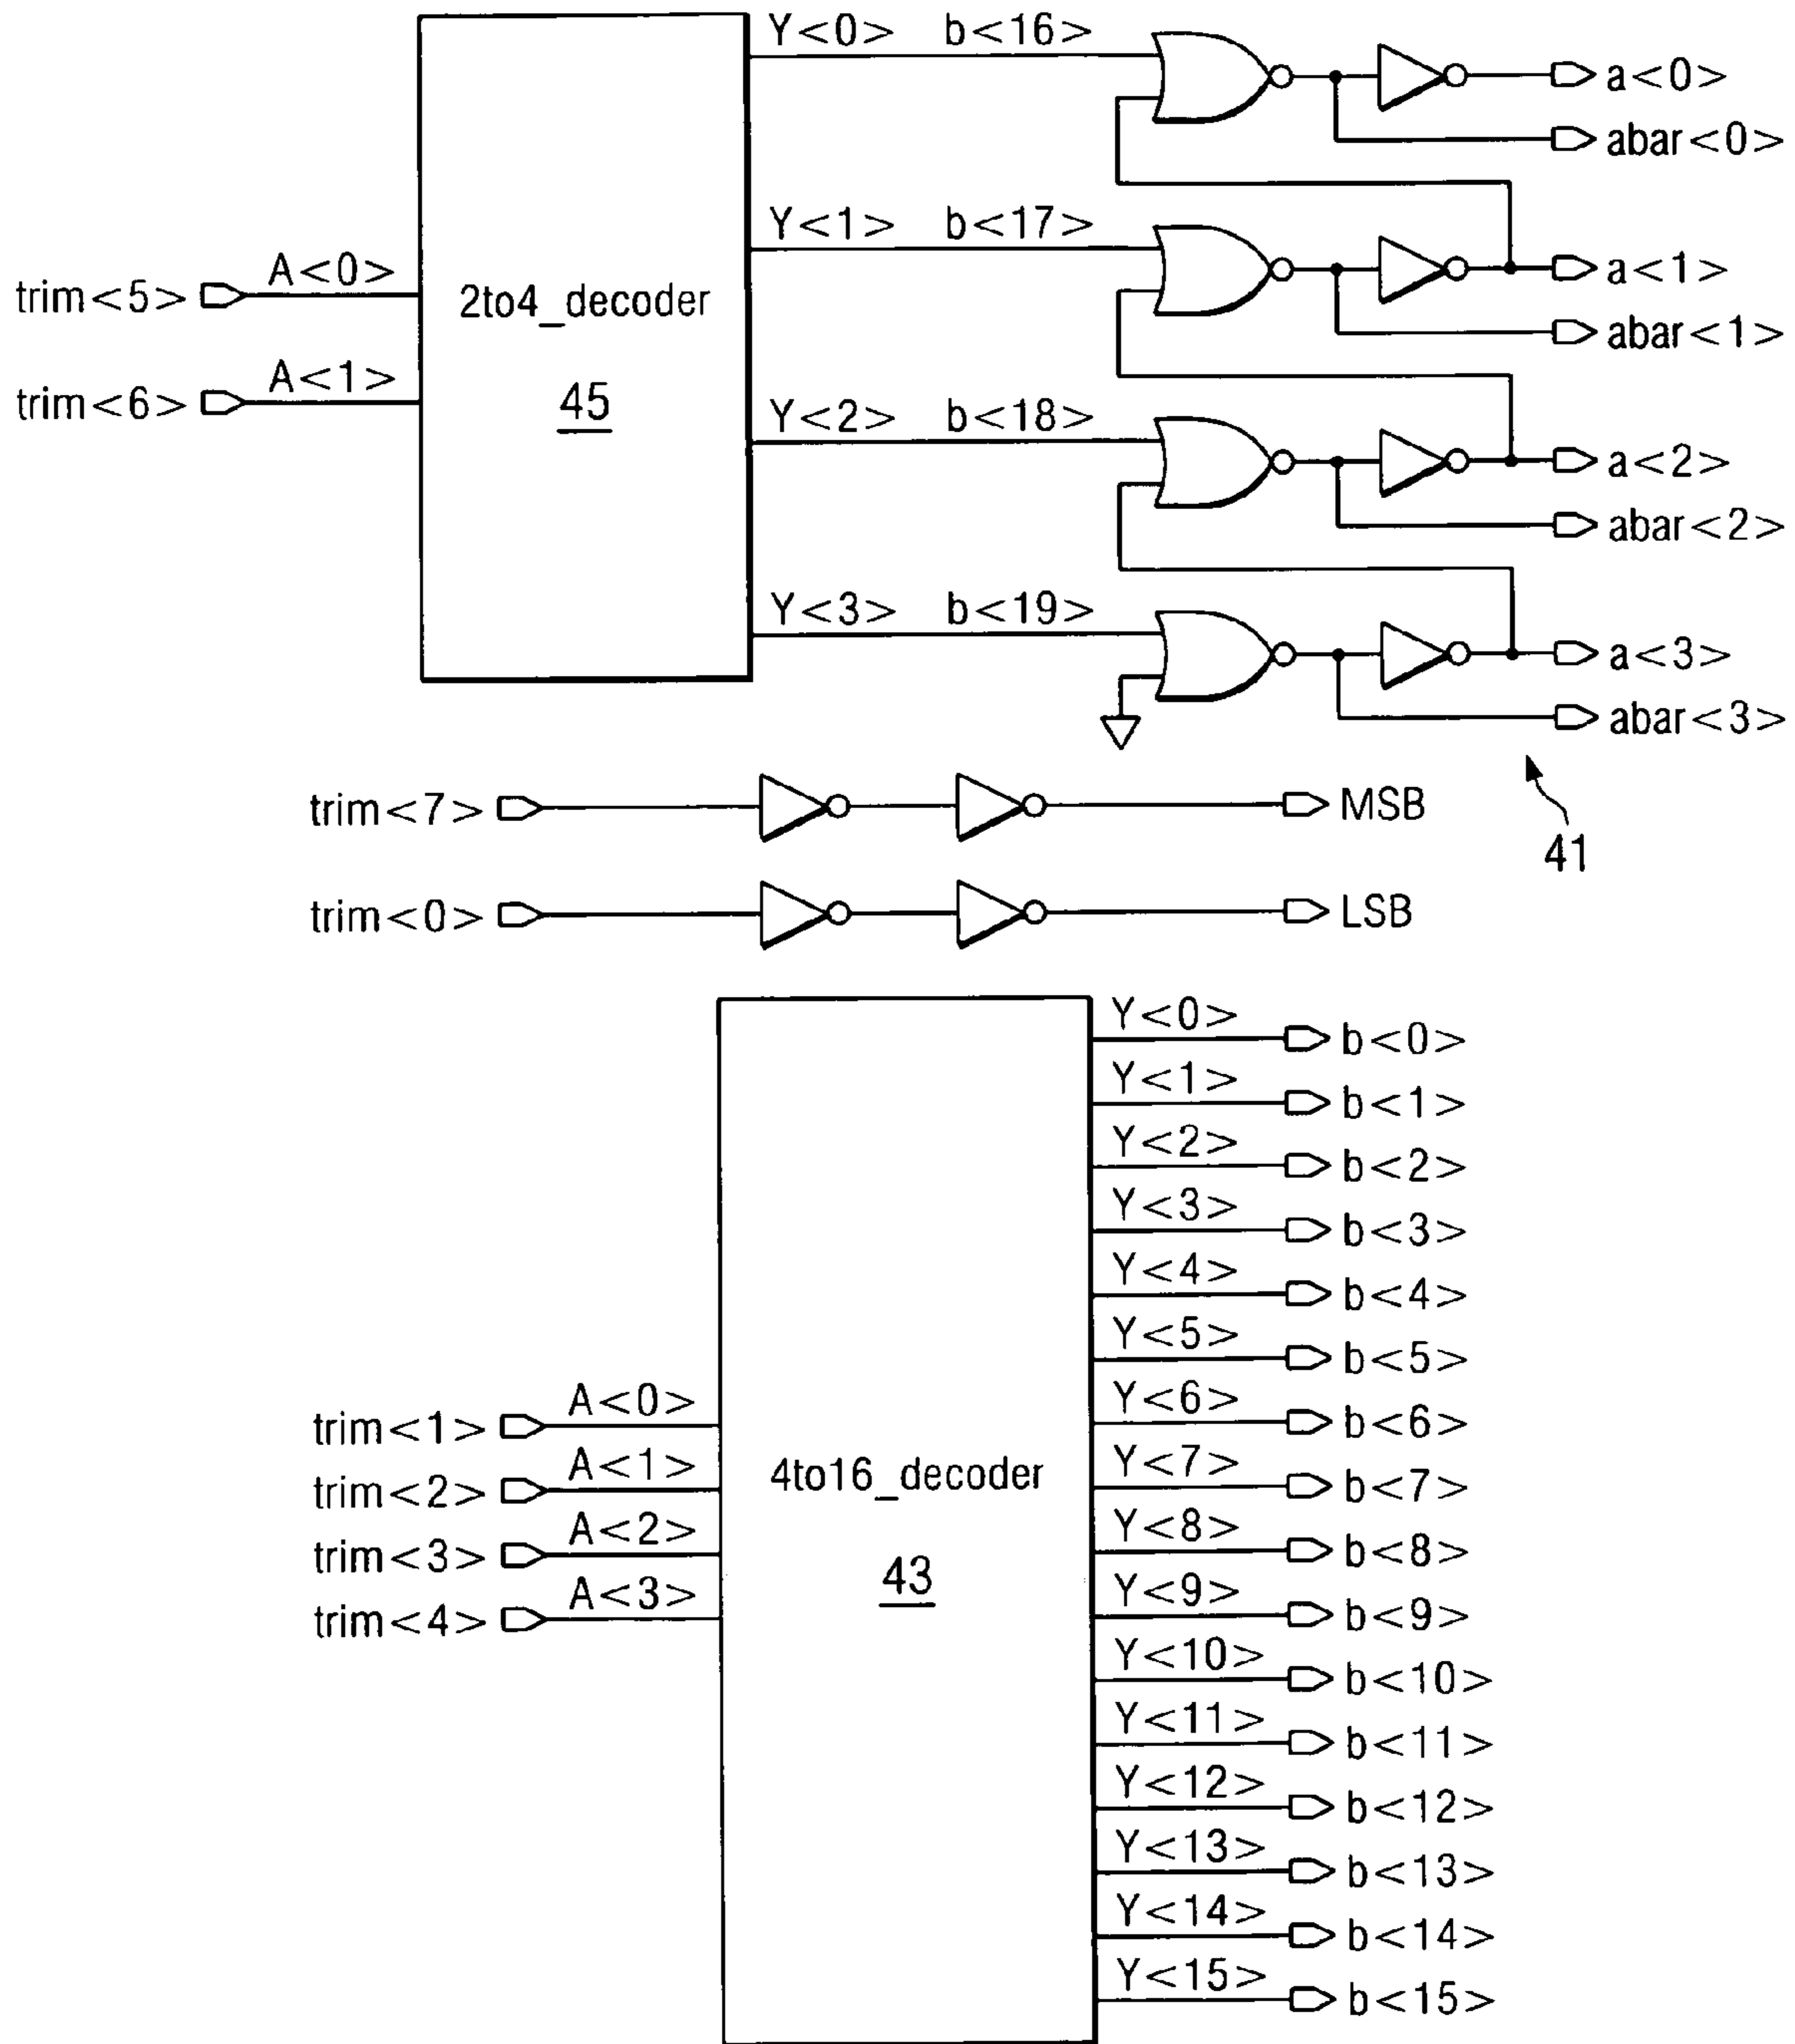 Y<0> b<16>
a<0>
abar<0>
Y<1> b<17>
a<1>
abar<1>
trim<5> A<0>
trim<6> A<1>
2to4_decoder
45
Y<2> b<18>
a<2>
abar<2>
Y<3> b<19>
a<3>
abar<3>
41
trim<7> MSB
trim<0> LSB
trim<1> A<0>
trim<2> A<1>
trim<3> A<2>
trim<4> A<3>
4to16_decoder
43
Y<0> b<0>
Y<1> b<1>
Y<2> b<2>
Y<3> b<3>
Y<4> b<4>
Y<5> b<5>
Y<6> b<6>
Y<7> b<7>
Y<8> b<8>
Y<9> b<9>
Y<10> b<10>
Y<11> b<11>
Y<12> b<12>
Y<13> b<13>
Y<14> b<14>
Y<15> b<15>